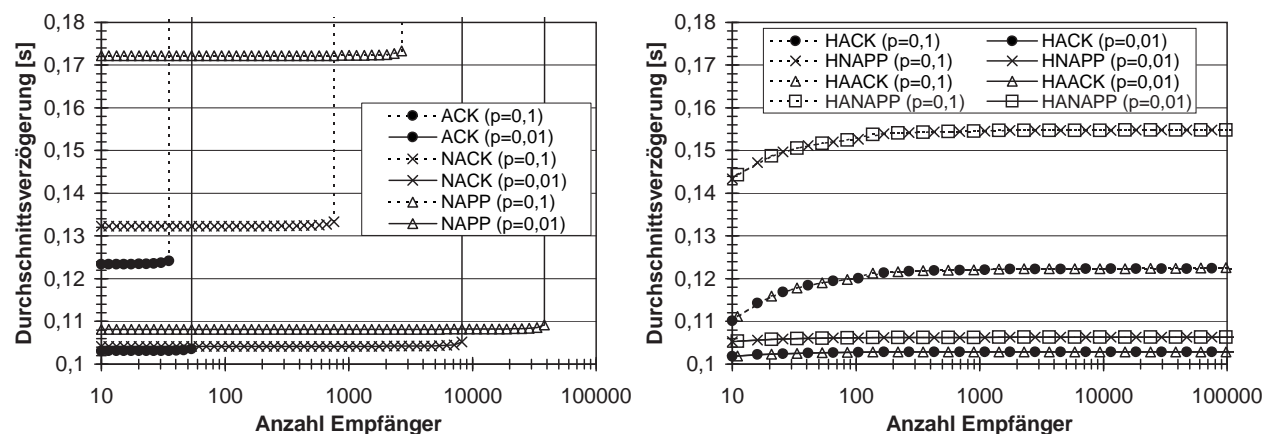 Durchschnittsverzögerung [s]
0,18
0,17
0,16
0,15
0,14
0,13
0,12
0,11
0,1
ACK (p=0,1)
ACK (p=0,01)
NACK (p=0,1)
NACK (p=0,01)
NAPP (p=0,1)
NAPP (p=0,01)
10 100 1000 10000 100000
Anzahl Empfänger
Durchschnittsverzögerung [s]
0,18
0,17
0,16
0,15
0,14
0,13
0,12
0,11
0,1
HACK (p=0,1) HACK (p=0,01)
HNAPP (p=0,1) HNAPP (p=0,01)
HAACK (p=0,1) HAACK (p=0,01)
HANAPP (p=0,1) HANAPP (p=0,01)
10 100 1000 10000 100000
Anzahl Empfänger